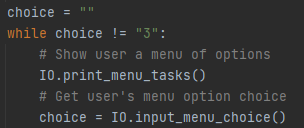 choice = ""
while choice != "3":
    # Show user a menu of options
    IO.print_menu_tasks()
    # Get user's menu option choice
    choice = IO.input_menu_choice()